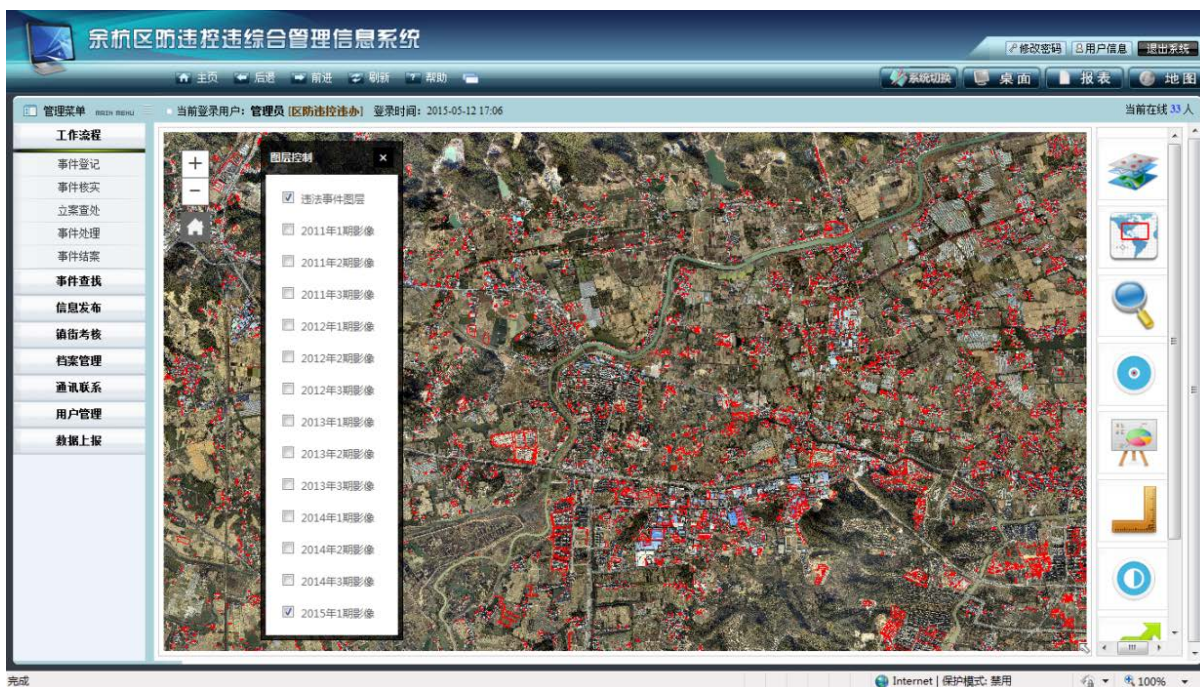 余杭区防违控违综合管理信息系统
修改密码 用户信息 退出系统
主页 后退 前进 刷新 帮助
系统切换 桌面 报表 地图
管理菜单 MAIN MENU
当前登录用户：管理员 [区防违控违办] 登录时间：2015-05-12 17:06
当前在线 33 人
工作流程
事件登记
事件核实
立案查处
事件处理
事件结案
事件查找
信息发布
镇街考核
档案管理
通讯联系
用户管理
数据上报
图层控制 ×
违法事件图层
2011年1期影像
2011年2期影像
2011年3期影像
2012年1期影像
2012年2期影像
2012年3期影像
2013年1期影像
2013年2期影像
2013年3期影像
2014年1期影像
2014年2期影像
2014年3期影像
2015年1期影像
完成
Internet | 保护模式: 禁用
100%